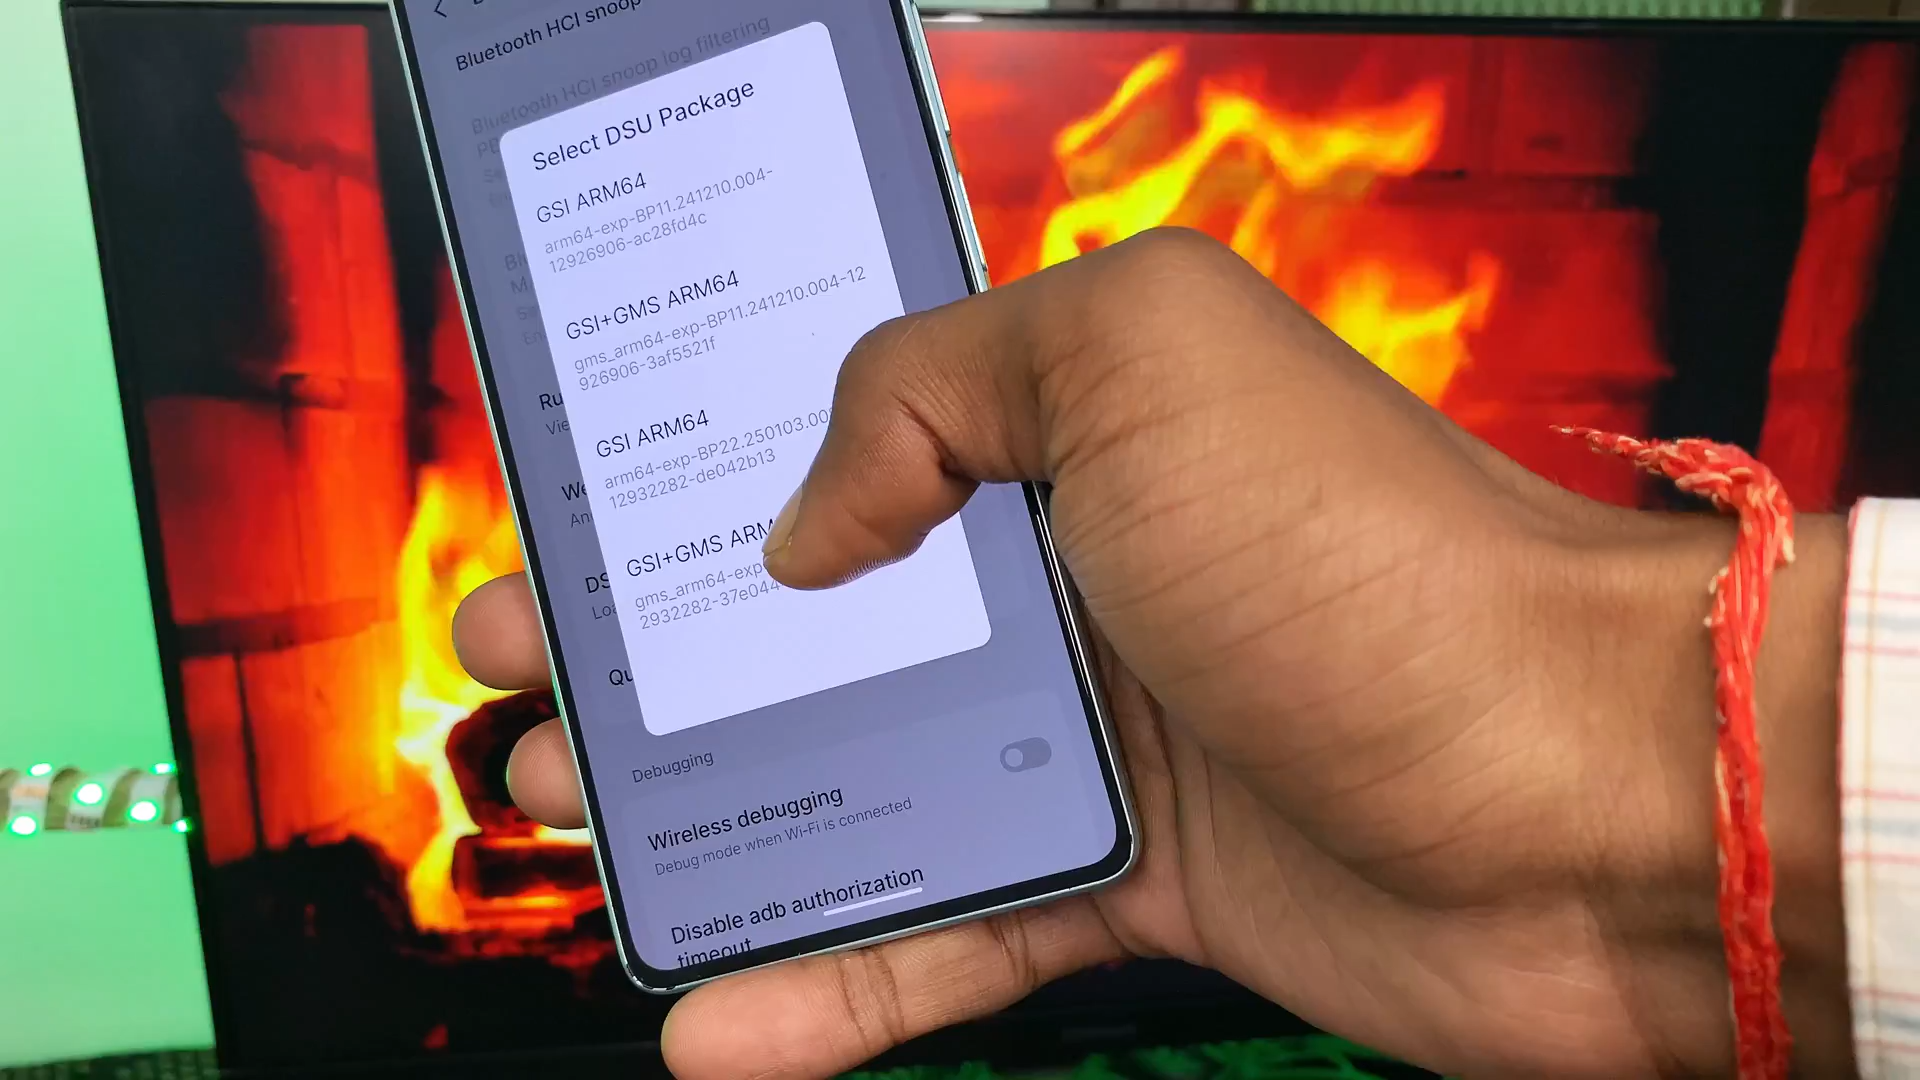 Bluetooth HCI snoop
Bluetooth HCI snoop log filtering
Select DSU Package
GSI ARM64
arm64-exp-BP11.241210.004-
12926906-ac28fd4c
GSI+GMS ARM64
gms_arm64-exp-BP11.241210.004-12
926906-3af5521f
GSI ARM64
arm64-exp-BP22.250103.00
12932282-de042b13
GSI+GMS ARM
gms_arm64-exp
2932282-37e044
Debugging
Wireless debugging
Debug mode when Wi-Fi is connected
Disable adb authorization
timeout